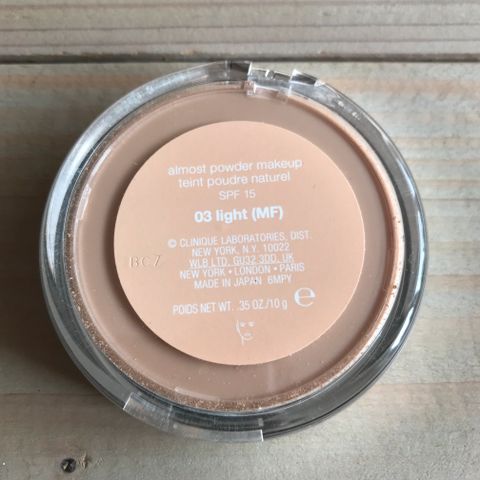 almost powder makeup
teint poudre naturel
SPF 15
03 light (MF)
© CLINIQUE LABORATORIES, DIST.
NEW YORK, N.Y. 10022
WLB LTD, GU32 3DD, UK
NEW YORK • LONDON • PARIS
MADE IN JAPAN 6MPY
POIDS NET WT. .35 OZ./10 g ℮
BC7